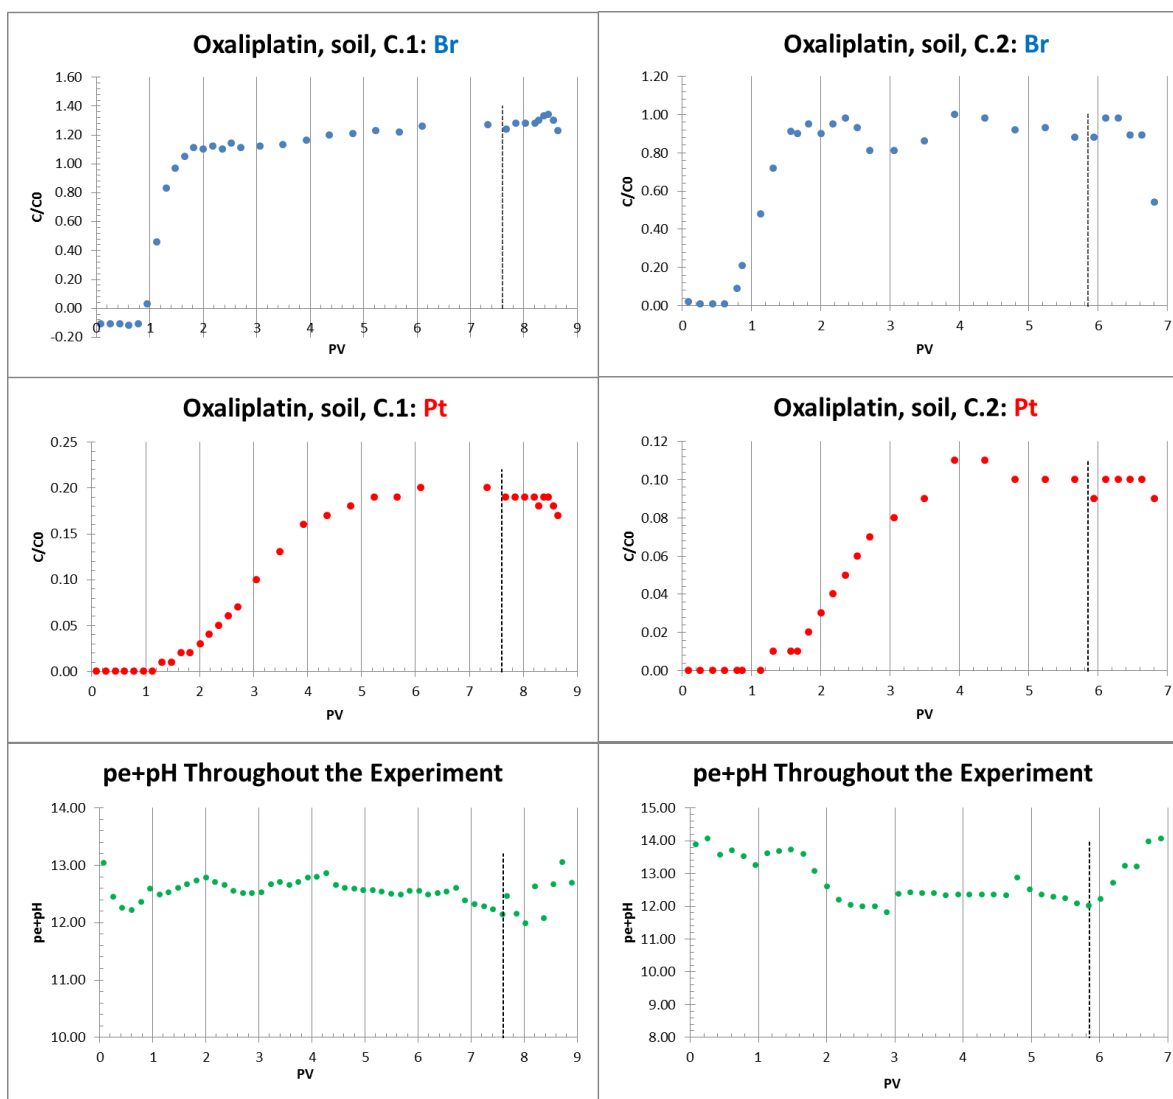 Oxaliplatin, soil, C.1: Br
1.60
1.40
1.20
1.00
0.80
0.60
0.40
0.20
0.00
-0.20
C/C0
0 1 2 3 4 5 6 7 8 9
PV
Oxaliplatin, soil, C.2: Br
1.20
1.00
0.80
0.60
0.40
0.20
0.00
C/C0
0 1 2 3 4 5 6 7
PV
Oxaliplatin, soil, C.1: Pt
0.25
0.20
0.15
0.10
0.05
0.00
C/C0
0 1 2 3 4 5 6 7 8 9
PV
Oxaliplatin, soil, C.2: Pt
0.12
0.10
0.08
0.06
0.04
0.02
0.00
C/C0
0 1 2 3 4 5 6 7
PV
pe+pH Throughout the Experiment
14.00
13.00
12.00
11.00
10.00
pe+pH
0 1 2 3 4 5 6 7 8 9
PV
pe+pH Throughout the Experiment
15.00
14.00
13.00
12.00
11.00
10.00
9.00
8.00
pe+pH
0 1 2 3 4 5 6 7
PV